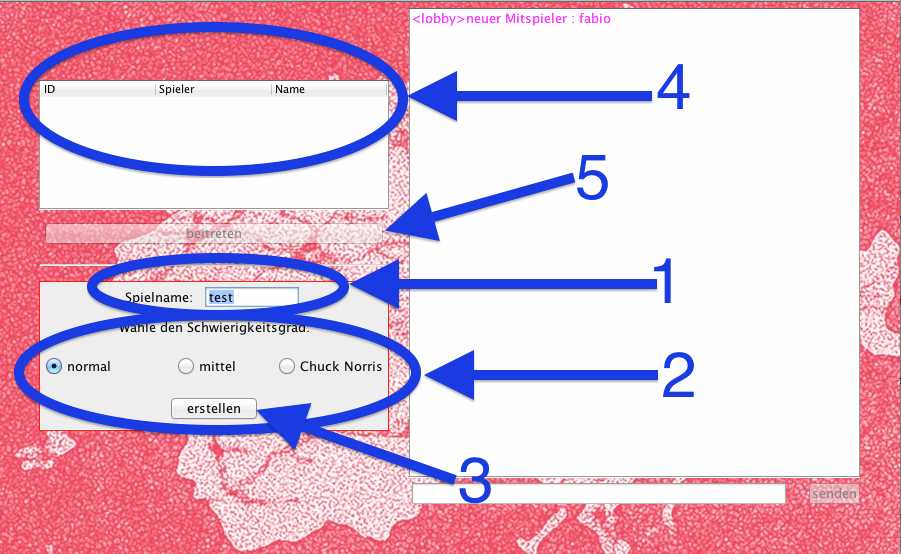 <lobby>neuer Mitspieler : fabio
ID Spieler Name
4
5
beitreten
1
Spielname: test
Wähle den Schwierigkeitsgrad:
normal mittel Chuck Norris
2
erstellen
3
senden